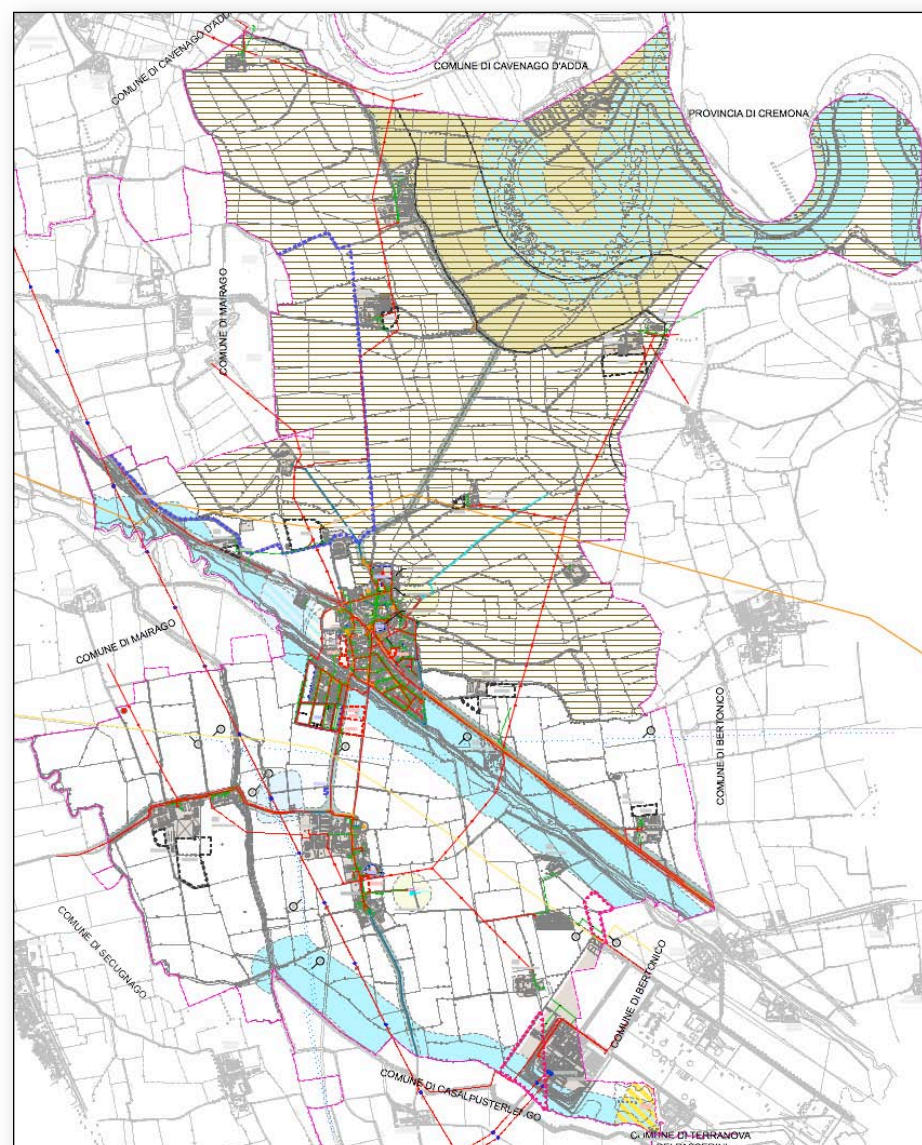 COMUNE DI CAVENAGO D'ADDA
COMUNE DI CAVENAGO D'ADDA
PROVINCIA DI CREMONA
COMUNE DI MAIRAGO
COMUNE DI MAIRAGO
COMUNE DI BERTONICO
COMUNE DI SECUGNAGO
COMUNE DI BERTONICO
COMUNE DI CASALPUSTERLENGO
COMUNE DI TERRANOVA